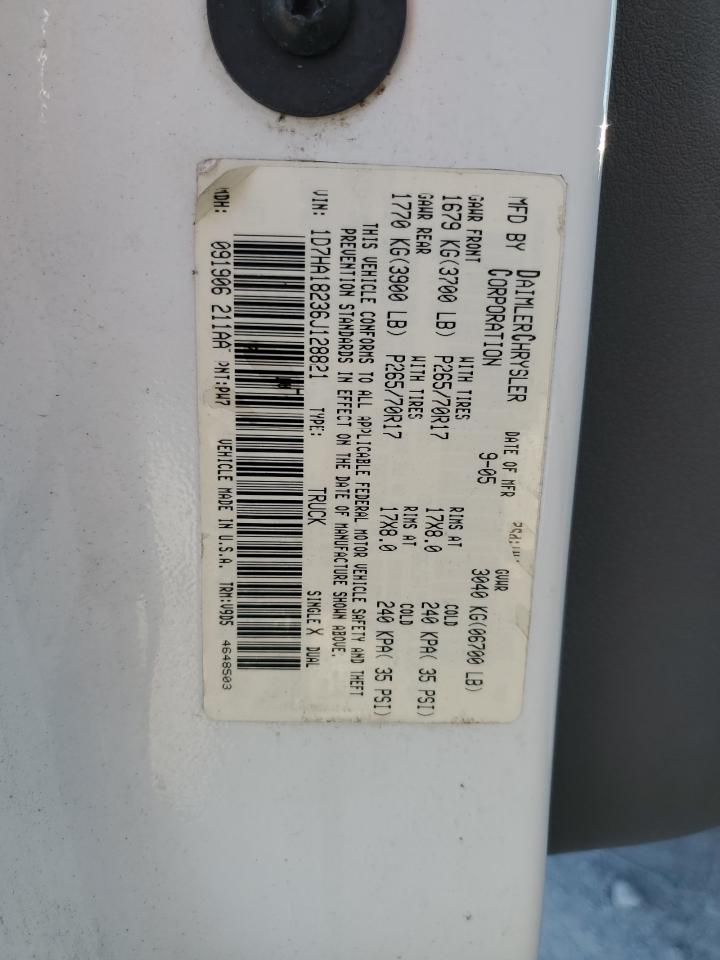 MFD BY DAIMLERCHRYSLER CORPORATION
DATE OF MFR 9-05
GVWR 3040 KG(06700 LB)
GAWR FRONT WITH TIRES RIMS AT COLD
1679 KG(3700 LB) P265/70R17 17X8.0 240 KPA( 35 PSI)
GAWR REAR WITH TIRES RIMS AT COLD
1770 KG(3900 LB) P265/70R17 17X8.0 240 KPA( 35 PSI)
THIS VEHICLE CONFORMS TO ALL APPLICABLE FEDERAL MOTOR VEHICLE SAFETY AND THEFT
PREVENTION STANDARDS IN EFFECT ON THE DATE OF MANUFACTURE SHOWN ABOVE.
VIN: 1D7HA18236J128821 TYPE: TRUCK SINGLE X DUAL
MDH: 091906 211AA PNT:PW7 VEHICLE MADE IN U.S.A. TRM:V9D5 4648503